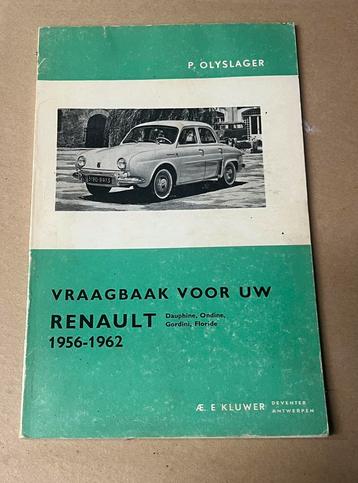 P. OLYSLAGER
VRAAGBAAK VOOR UW
RENAULT Dauphine, Ondine,
Gordini, Floride
1956-1962
Æ. E KLUWER DEVENTER
ANTWERPEN